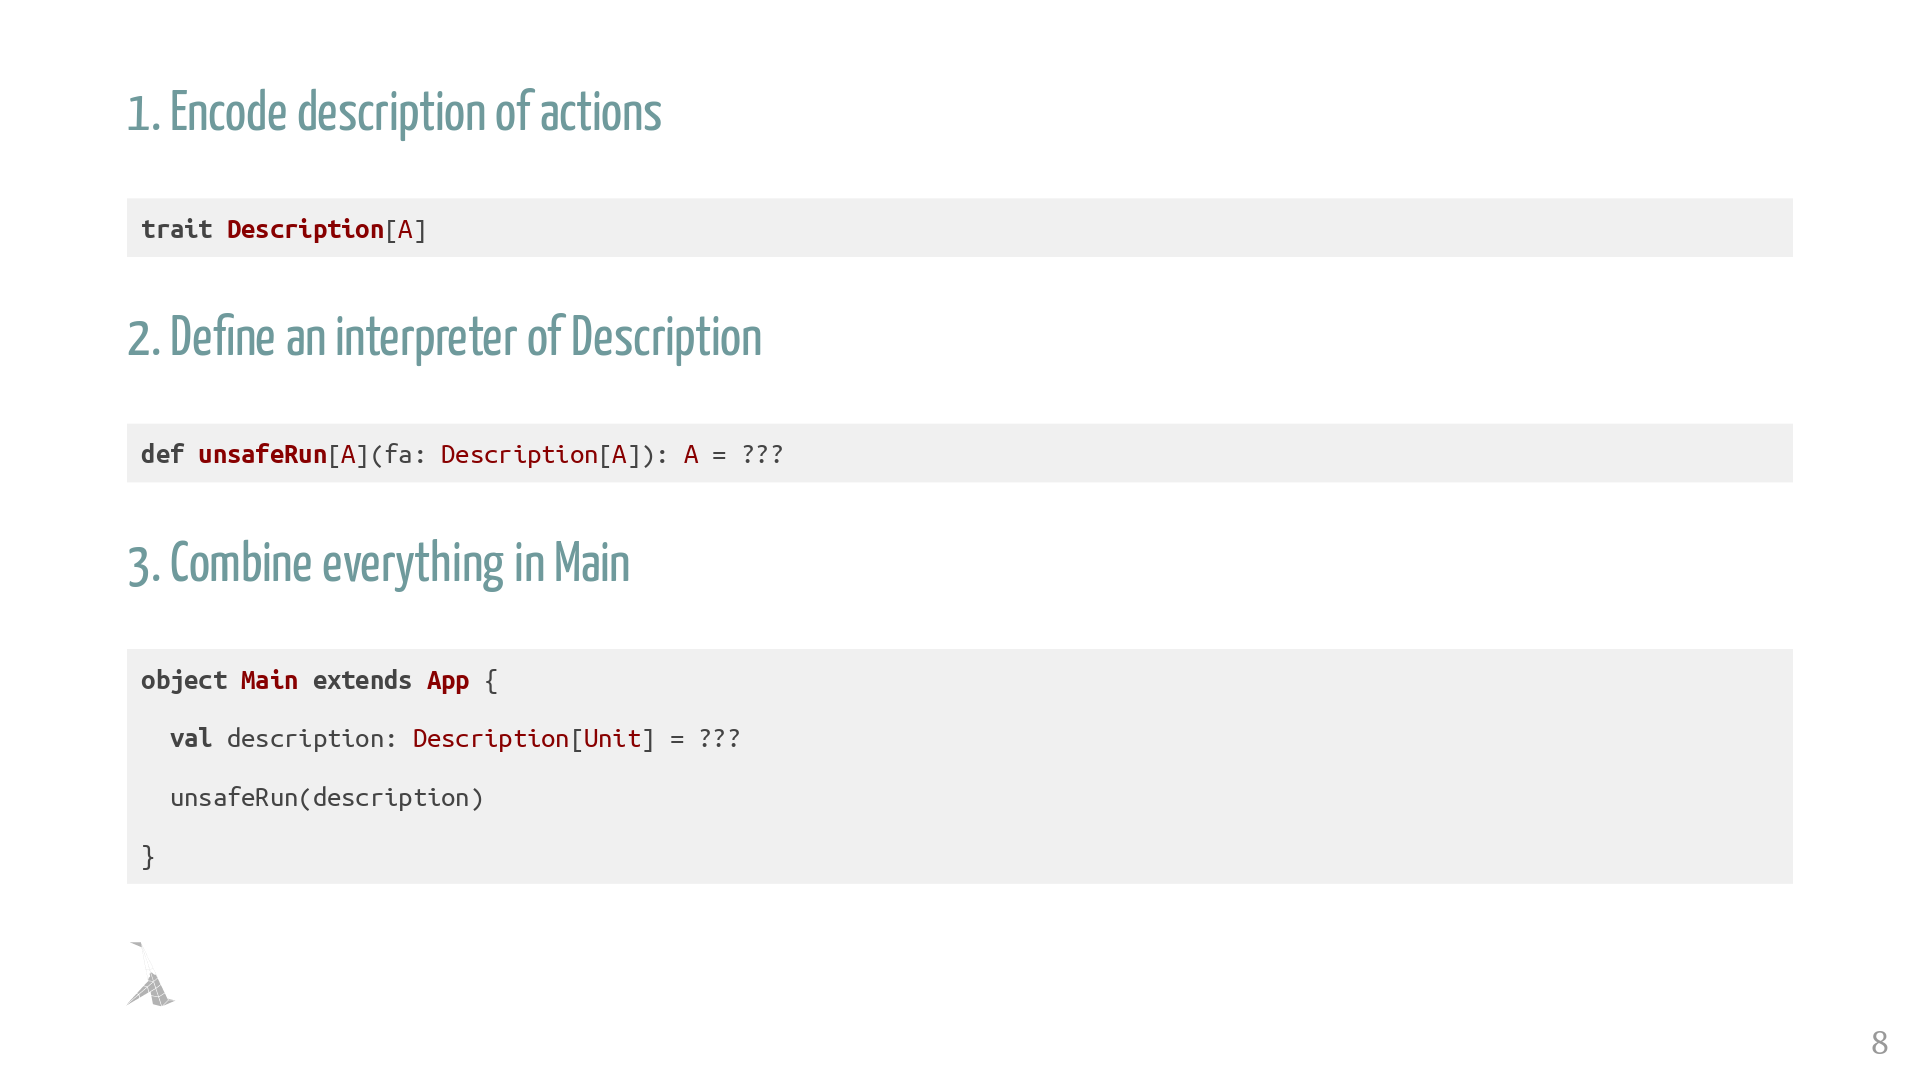 1. Encode description of actions
trait Description[A]
2. Define an interpreter of Description
def unsafeRun[A](fa: Description[A]): A = ???
3. Combine everything in Main
object Main extends App {
  val description: Description[Unit] = ???
  unsafeRun(description)
}
8